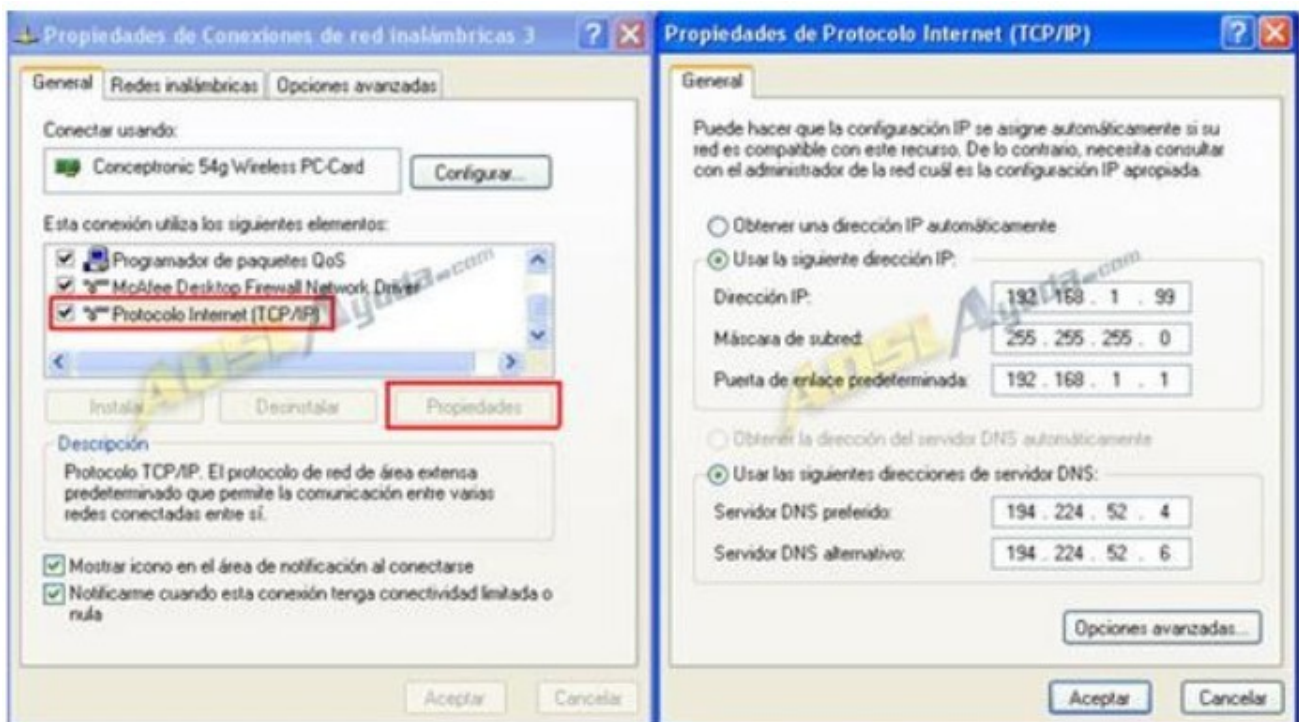 Propiedades de Conexiones de red inalámbricas 3
General
Redes inalámbricas
Opciones avanzadas
Conectar usando:
Conceptronic 54g Wireless PC-Card
Configurar...
Esta conexión utiliza los siguientes elementos:
Programador de paquetes QoS
McAfee Desktop Firewall Network Driver
Protocolo Internet (TCP/IP)
Instalar...
Desinstalar
Propiedades
Descripción
Protocolo TCP/IP. El protocolo de red de área extensa
predeterminado que permite la comunicación entre varias
redes conectadas entre sí.
Mostrar icono en el área de notificación al conectarse
Notificarme cuando esta conexión tenga conectividad limitada o
nula
Aceptar
Cancelar
ADSLAyuda.com
Propiedades de Protocolo Internet (TCP/IP)
General
Puede hacer que la configuración IP se asigne automáticamente si su
red es compatible con este recurso. De lo contrario, necesita consultar
con el administrador de la red cuál es la configuración IP apropiada.
Obtener una dirección IP automáticamente
Usar la siguiente dirección IP:
Dirección IP: 192 . 168 . 1 . 99
Máscara de subred: 255 . 255 . 255 . 0
Puerta de enlace predeterminada: 192 . 168 . 1 . 1
Obtener la dirección del servidor DNS automáticamente
Usar las siguientes direcciones de servidor DNS:
Servidor DNS preferido: 194 . 224 . 52 . 4
Servidor DNS alternativo: 194 . 224 . 52 . 6
Opciones avanzadas...
Aceptar
Cancelar
ADSLAyuda.com